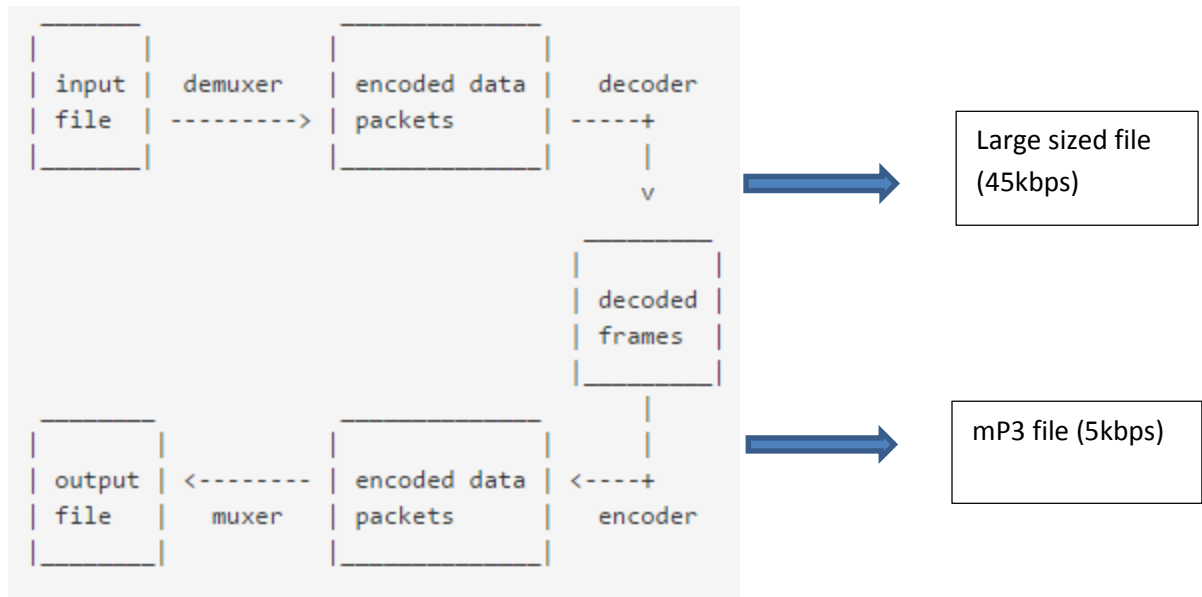 input demuxer encoded data decoder
file ---------> packets -----+
v
decoded
frames
output <-------- encoded data <----+
file muxer packets encoder
Large sized file
(45kbps)
mP3 file (5kbps)